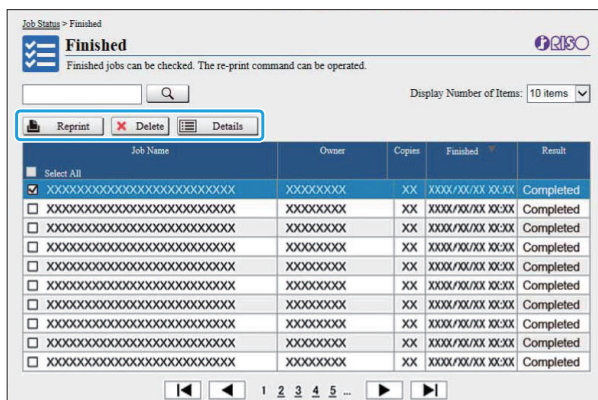 Job Status > Finished
Finished
RISO
Finished jobs can be checked. The re-print command can be operated.
Display Number of Items: 10 items
Reprint Delete Details
Job Name Owner Copies Finished Result
Select All
XXXXXXXXXXXXXXXXXXXXXXXXX XXXXXXXX XX XXXX/XX/XX XX:XX Completed
XXXXXXXXXXXXXXXXXXXXXXXXX XXXXXXXX XX XXXX/XX/XX XX:XX Completed
XXXXXXXXXXXXXXXXXXXXXXXXX XXXXXXXX XX XXXX/XX/XX XX:XX Completed
XXXXXXXXXXXXXXXXXXXXXXXXX XXXXXXXX XX XXXX/XX/XX XX:XX Completed
XXXXXXXXXXXXXXXXXXXXXXXXX XXXXXXXX XX XXXX/XX/XX XX:XX Completed
XXXXXXXXXXXXXXXXXXXXXXXXX XXXXXXXX XX XXXX/XX/XX XX:XX Completed
XXXXXXXXXXXXXXXXXXXXXXXXX XXXXXXXX XX XXXX/XX/XX XX:XX Completed
XXXXXXXXXXXXXXXXXXXXXXXXX XXXXXXXX XX XXXX/XX/XX XX:XX Completed
XXXXXXXXXXXXXXXXXXXXXXXXX XXXXXXXX XX XXXX/XX/XX XX:XX Completed
XXXXXXXXXXXXXXXXXXXXXXXXX XXXXXXXX XX XXXX/XX/XX XX:XX Completed
1 2 3 4 5 ...